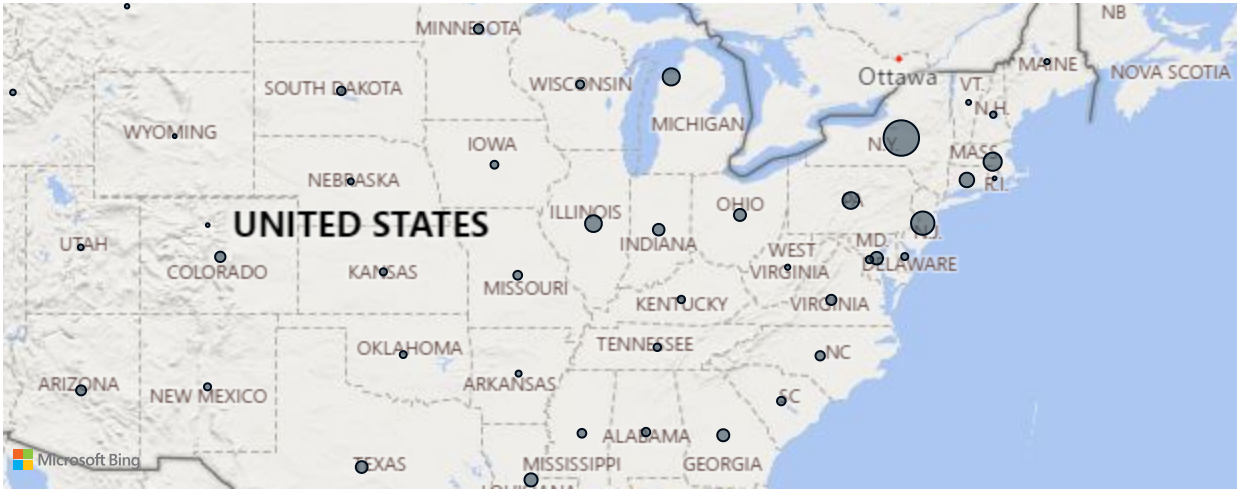 NB
MINNESOTA
MAINE
NOVA SCOTIA
Ottawa
WISCONSIN
VT.
SOUTH DAKOTA
N.H.
MICHIGAN
WYOMING
IOWA
N.Y.
MASS
NEBRASKA
R.I.
OHIO
PA
ILLINOIS
UNITED STATES
N.J.
UTAH
INDIANA
MD.
WEST
VIRGINIA
DELAWARE
COLORADO
KANSAS
MISSOURI
KENTUCKY
VIRGINIA
TENNESSEE
OKLAHOMA
NC
ARIZONA
ARKANSAS
NEW MEXICO
SC
ALABAMA
Microsoft Bing
TEXAS
MISSISSIPPI
GEORGIA
LOUISIANA